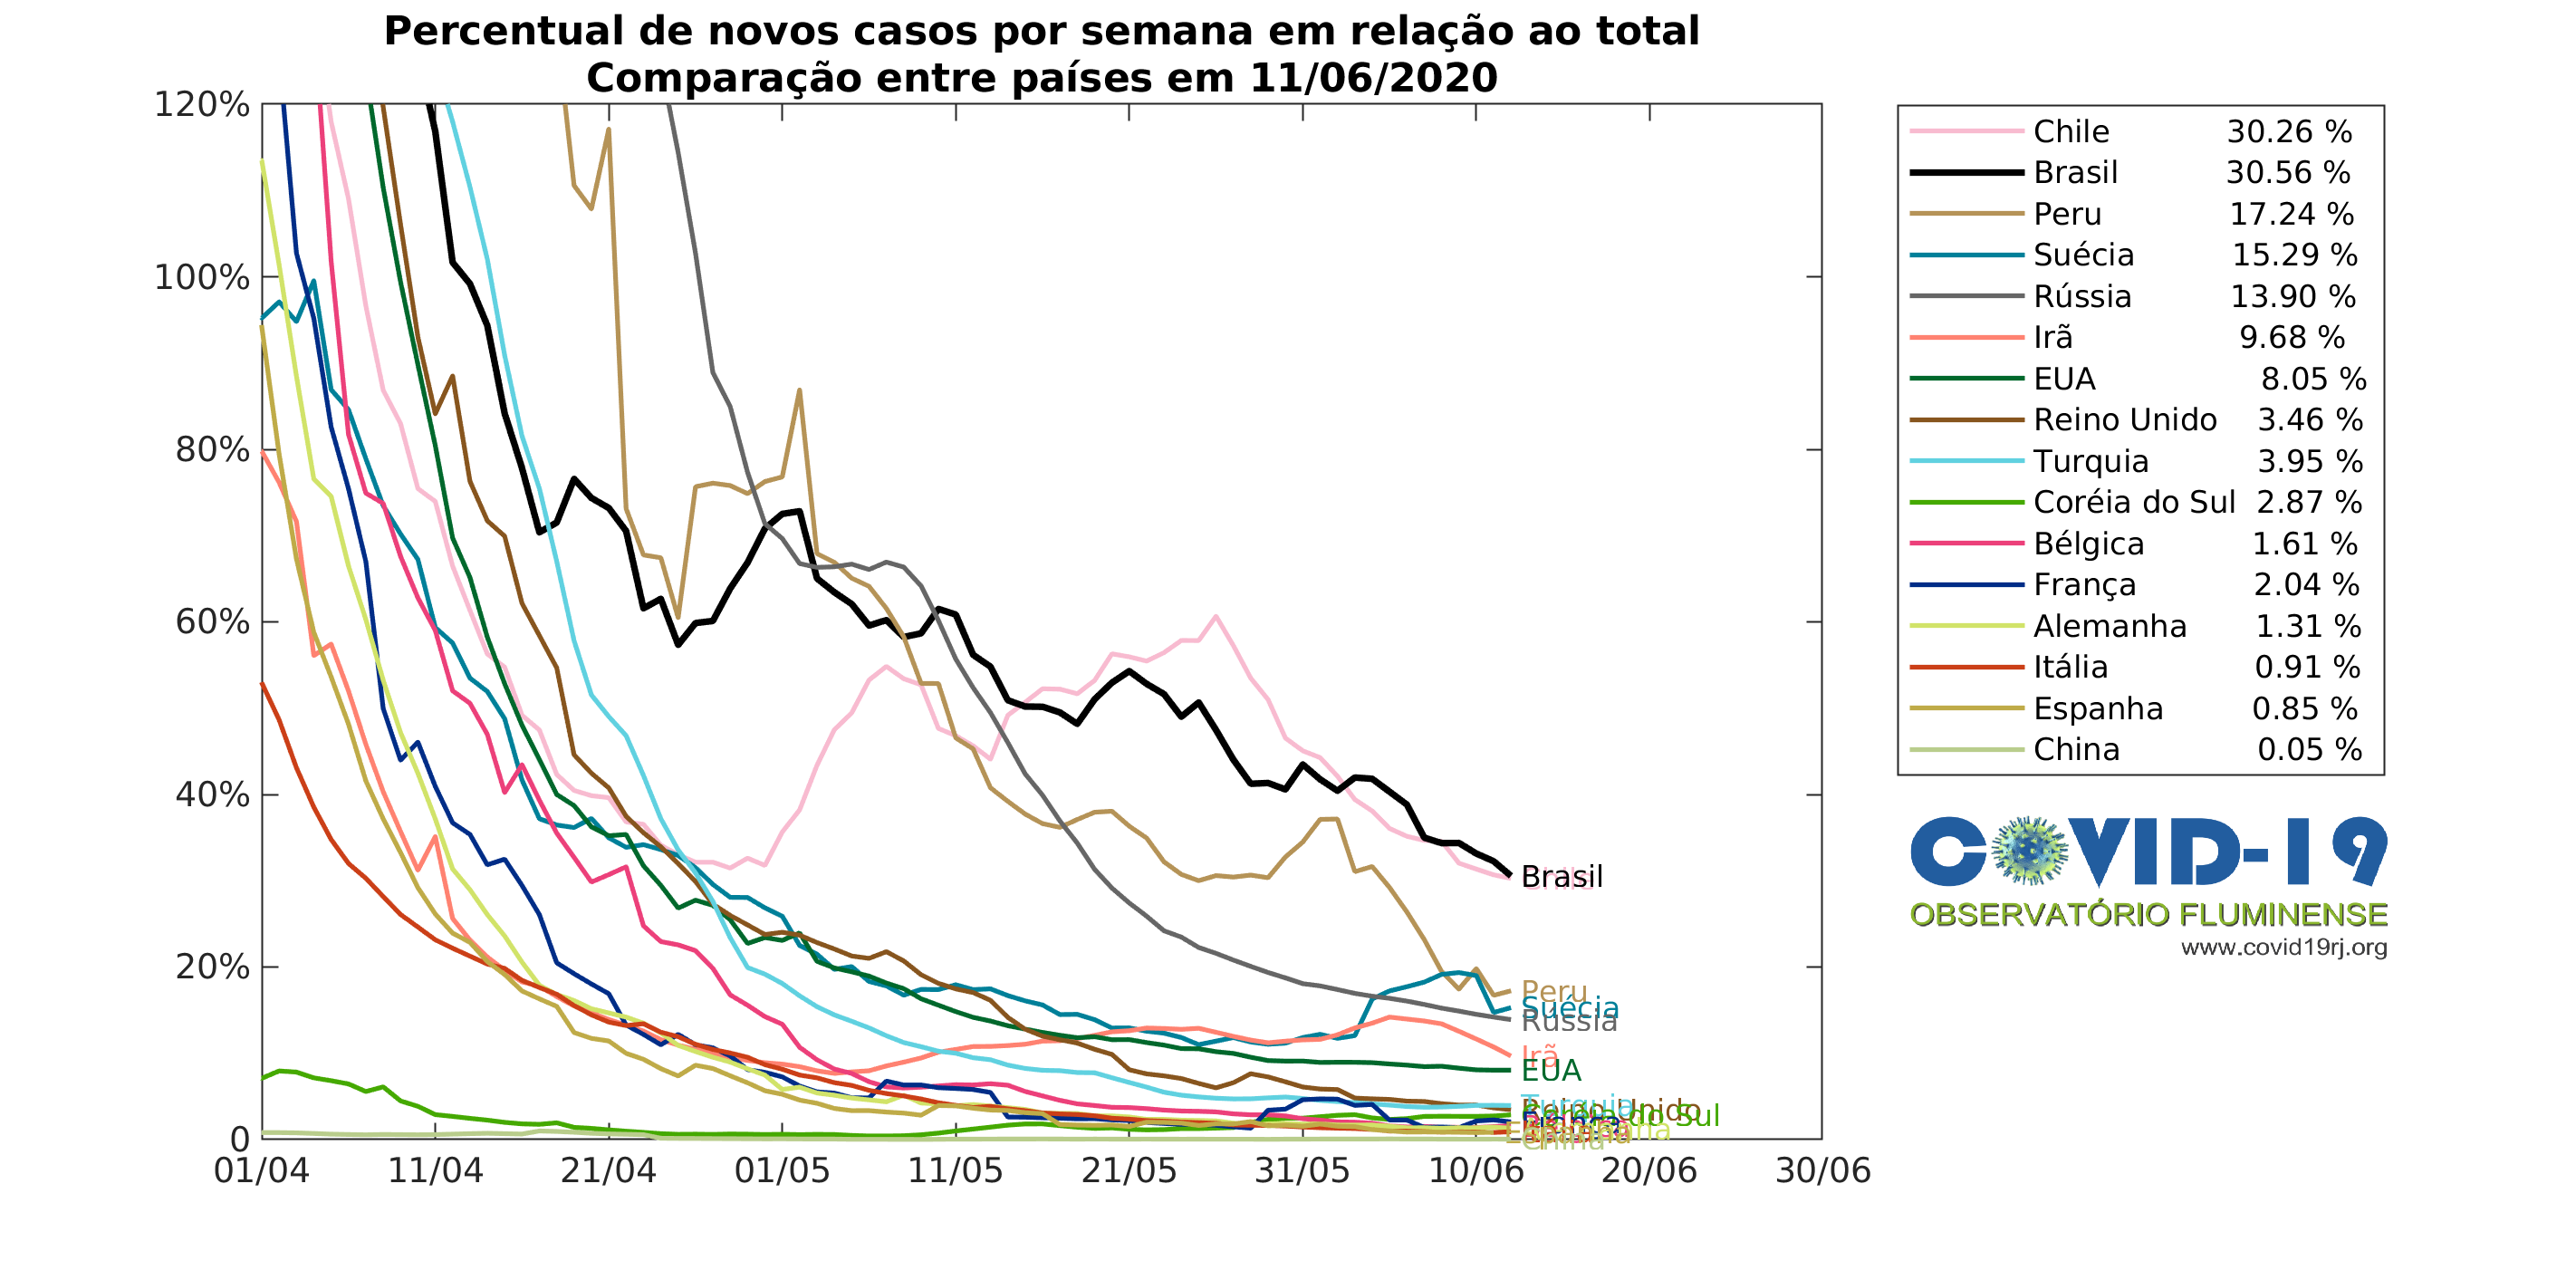 Percentual de novos casos por semana em relação ao total
Comparação entre países em 11/06/2020
120%
100%
80%
60%
40%
20%
0
01/04 11/04 21/04 01/05 11/05 21/05 31/05 10/06 20/06 30/06
Brasil
Chile
Peru
Suécia
Rússia
Irã
EUA
Turquia
Reino Unido
Coréia do Sul
China
Chile 30.26 %
Brasil 30.56 %
Peru 17.24 %
Suécia 15.29 %
Rússia 13.90 %
Irã 9.68 %
EUA 8.05 %
Reino Unido 3.46 %
Turquia 3.95 %
Coréia do Sul 2.87 %
Bélgica 1.61 %
França 2.04 %
Alemanha 1.31 %
Itália 0.91 %
Espanha 0.85 %
China 0.05 %
COVID-19
OBSERVATÓRIO FLUMINENSE
www.covid19rj.org